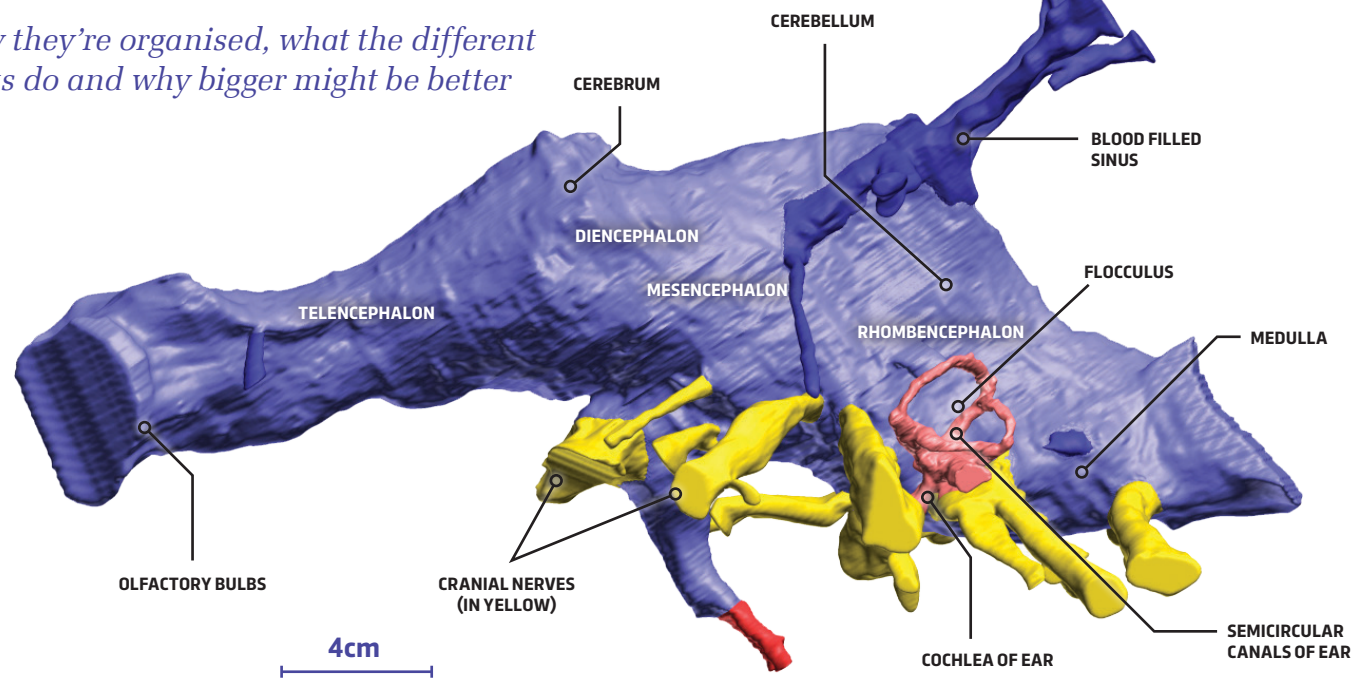 they're organised, what the different
do and why bigger might be better
CEREBELLUM
CEREBRUM
BLOOD FILLED
SINUS
DIENCEPHALON
MESENCEPHALON
FLOCCULUS
TELENCEPHALON
RHOMBENCEPHALON
MEDULLA
OLFACTORY BULBS
CRANIAL NERVES
(IN YELLOW)
4cm
COCHLEA OF EAR
SEMICIRCULAR
CANALS OF EAR